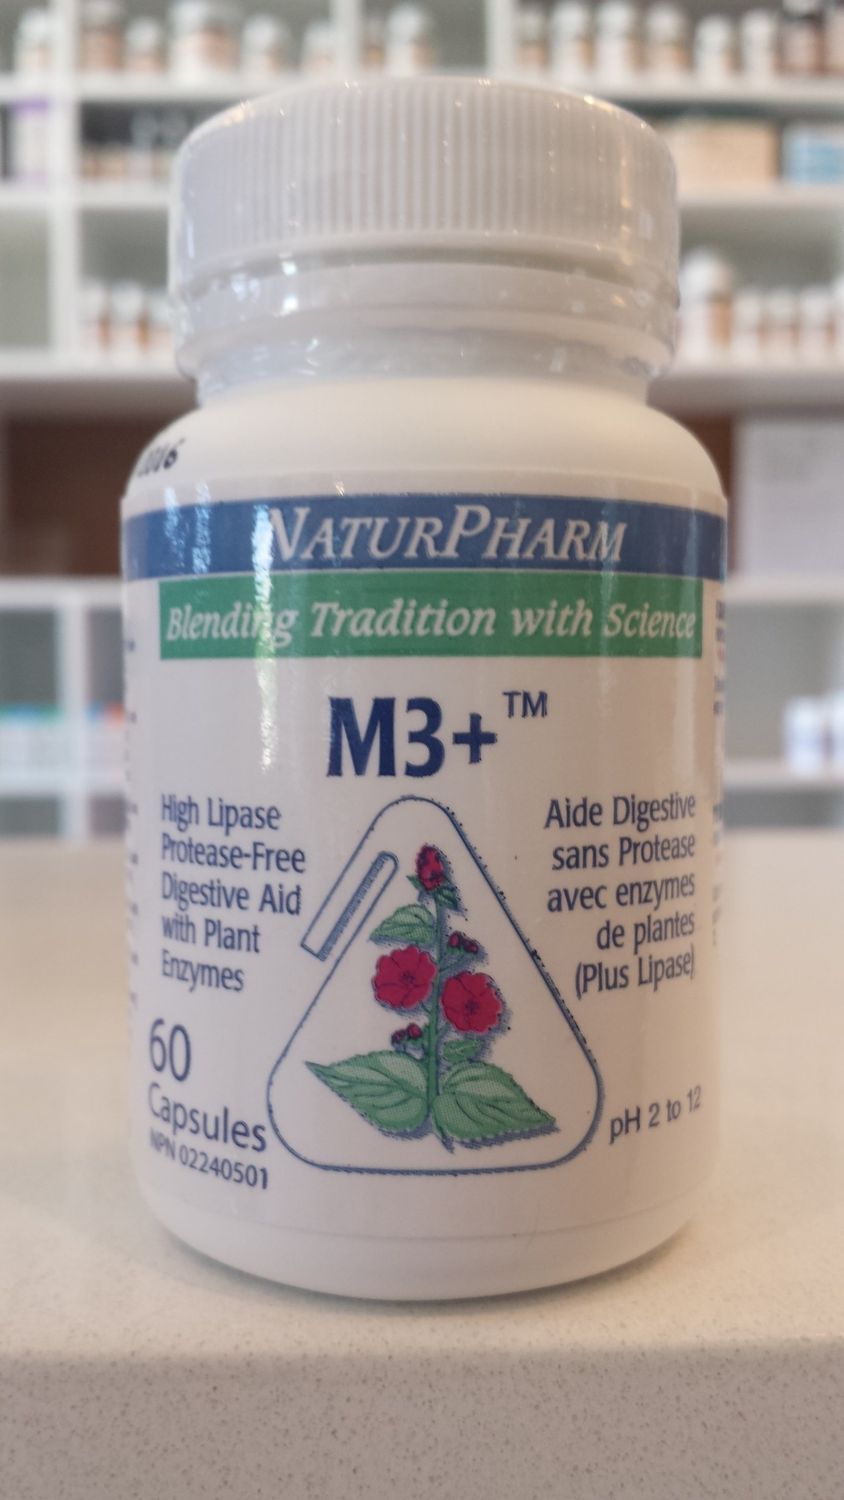 NATURPHARM
Blending Tradition with Science
M3+™
High Lipase
Protease-Free
Digestive Aid
with Plant
Enzymes
Aide Digestive
sans Protease
avec enzymes
de plantes
(Plus Lipase)
60
Capsules
NPN 02240501
pH 2 to 12